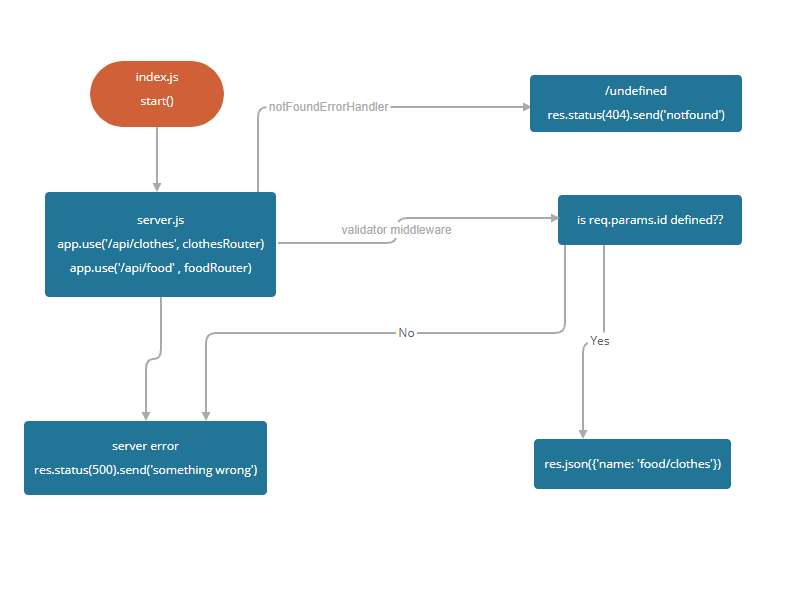 index.js
start()
notFoundErrorHandler
/undefined
res.status(404).send('notfound')
server.js
app.use('/api/clothes', clothesRouter)
app.use('/api/food' , foodRouter)
validator middleware
is req.params.id defined??
No
Yes
server error
res.status(500).send('something wrong')
res.json({'name: 'food/clothes'})